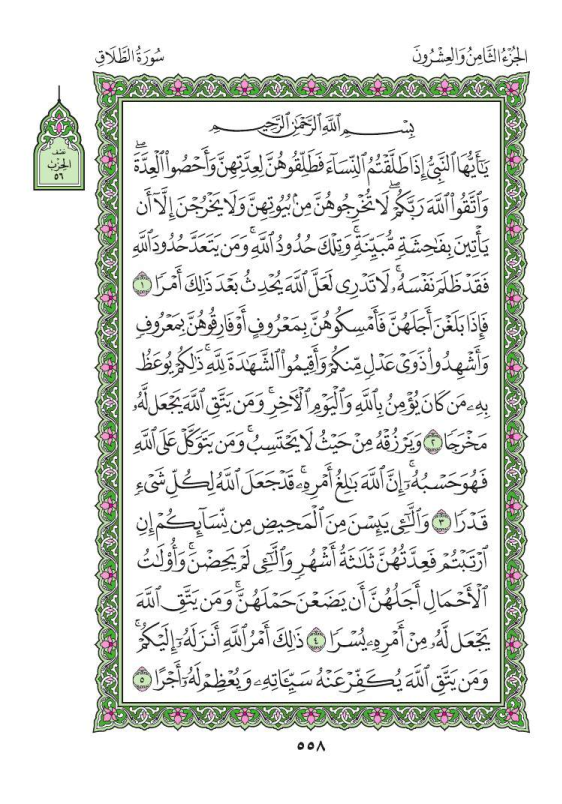 الجُزْءُ الثَّامِنُ وَالعِشْرُونَ
سُورَةُ الطَّلَاقِ
نصف
الحزب
٥٦
بِسْمِ ٱللَّهِ ٱلرَّحْمَٰنِ ٱلرَّحِيمِ
يَٰٓأَيُّهَا ٱلنَّبِيُّ إِذَا طَلَّقْتُمُ ٱلنِّسَآءَ فَطَلِّقُوهُنَّ لِعِدَّتِهِنَّ وَأَحْصُوا۟ ٱلْعِدَّةَۖ
وَٱتَّقُوا۟ ٱللَّهَ رَبَّكُمْۖ لَا تُخْرِجُوهُنَّ مِنۢ بُيُوتِهِنَّ وَلَا يَخْرُجْنَ إِلَّآ أَن
يَأْتِينَ بِفَٰحِشَةٍ مُّبَيِّنَةٍۚ وَتِلْكَ حُدُودُ ٱللَّهِۚ وَمَن يَتَعَدَّ حُدُودَ ٱللَّهِ
فَقَدْ ظَلَمَ نَفْسَهُۥۚ لَا تَدْرِى لَعَلَّ ٱللَّهَ يُحْدِثُ بَعْدَ ذَٰلِكَ أَمْرًا ١
فَإِذَا بَلَغْنَ أَجَلَهُنَّ فَأَمْسِكُوهُنَّ بِمَعْرُوفٍ أَوْ فَارِقُوهُنَّ بِمَعْرُوفٍ
وَأَشْهِدُوا۟ ذَوَىْ عَدْلٍ مِّنكُمْ وَأَقِيمُوا۟ ٱلشَّهَٰدَةَ لِلَّهِۚ ذَٰلِكُمْ يُوعَظُ
بِهِۦ مَن كَانَ يُؤْمِنُ بِٱللَّهِ وَٱلْيَوْمِ ٱلْءَاخِرِۚ وَمَن يَتَّقِ ٱللَّهَ يَجْعَل لَّهُۥ
مَخْرَجًا ٢ وَيَرْزُقْهُ مِنْ حَيْثُ لَا يَحْتَسِبُۚ وَمَن يَتَوَكَّلْ عَلَى ٱللَّهِ
فَهُوَ حَسْبُهُۥٓۚ إِنَّ ٱللَّهَ بَٰلِغُ أَمْرِهِۦۚ قَدْ جَعَلَ ٱللَّهُ لِكُلِّ شَىْءٍ
قَدْرًا ٣ وَٱلَّٰٓـِٔى يَئِسْنَ مِنَ ٱلْمَحِيضِ مِن نِّسَآئِكُمْ إِنِ
ٱرْتَبْتُمْ فَعِدَّتُهُنَّ ثَلَٰثَةُ أَشْهُرٍ وَٱلَّٰٓـِٔى لَمْ يَحِضْنَۚ وَأُو۟لَٰتُ
ٱلْأَحْمَالِ أَجَلُهُنَّ أَن يَضَعْنَ حَمْلَهُنَّۚ وَمَن يَتَّقِ ٱللَّهَ
يَجْعَل لَّهُۥ مِنْ أَمْرِهِۦ يُسْرًا ٤ ذَٰلِكَ أَمْرُ ٱللَّهِ أَنزَلَهُۥٓ إِلَيْكُمْۚ
وَمَن يَتَّقِ ٱللَّهَ يُكَفِّرْ عَنْهُ سَيِّـَٔاتِهِۦ وَيُعْظِمْ لَهُۥٓ أَجْرًا ٥
٥٥٨